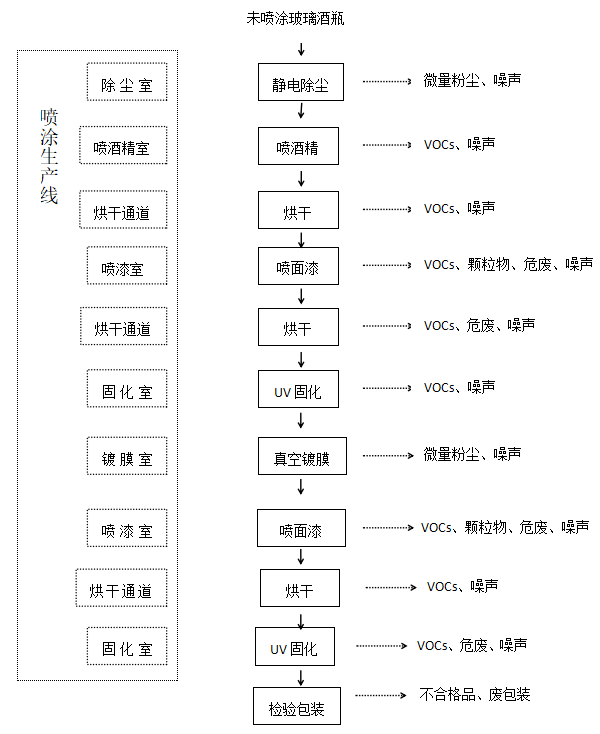 未喷涂玻璃酒瓶
喷涂生产线
除尘室
静电除尘
微量粉尘、噪声
喷酒精室
喷酒精
VOCs、噪声
烘干通道
烘干
VOCs、噪声
喷漆室
喷面漆
VOCs、颗粒物、危废、噪声
烘干通道
烘干
VOCs、危废、噪声
固化室
UV 固化
VOCs、噪声
镀膜室
真空镀膜
微量粉尘、噪声
喷漆室
喷面漆
VOCs、颗粒物、危废、噪声
烘干通道
烘干
VOCs、噪声
固化室
UV 固化
VOCs、危废、噪声
检验包装
不合格品、废包装